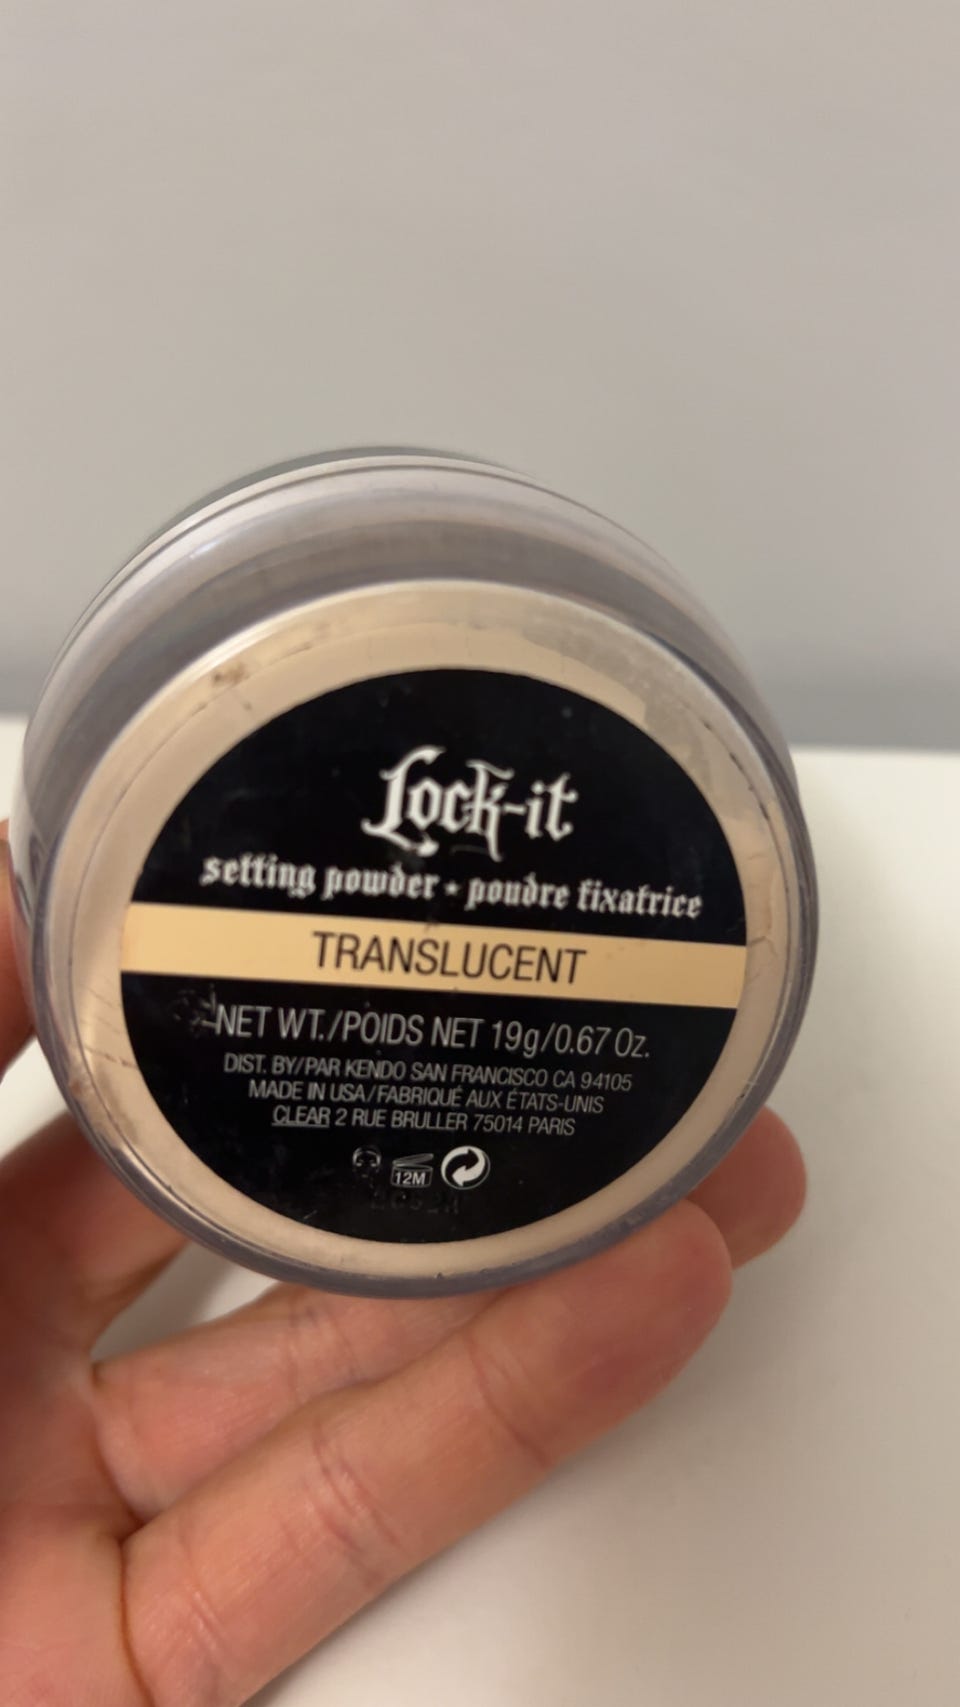 Lock-it
setting powder ★ poudre fixatrice
TRANSLUCENT
NET WT./POIDS NET 19g/0.67 Oz.
DIST. BY/PAR KENDO SAN FRANCISCO CA 94105
MADE IN USA/FABRIQUÉ AUX ÉTATS-UNIS
CLEAR 2 RUE BRULLER 75014 PARIS
12M